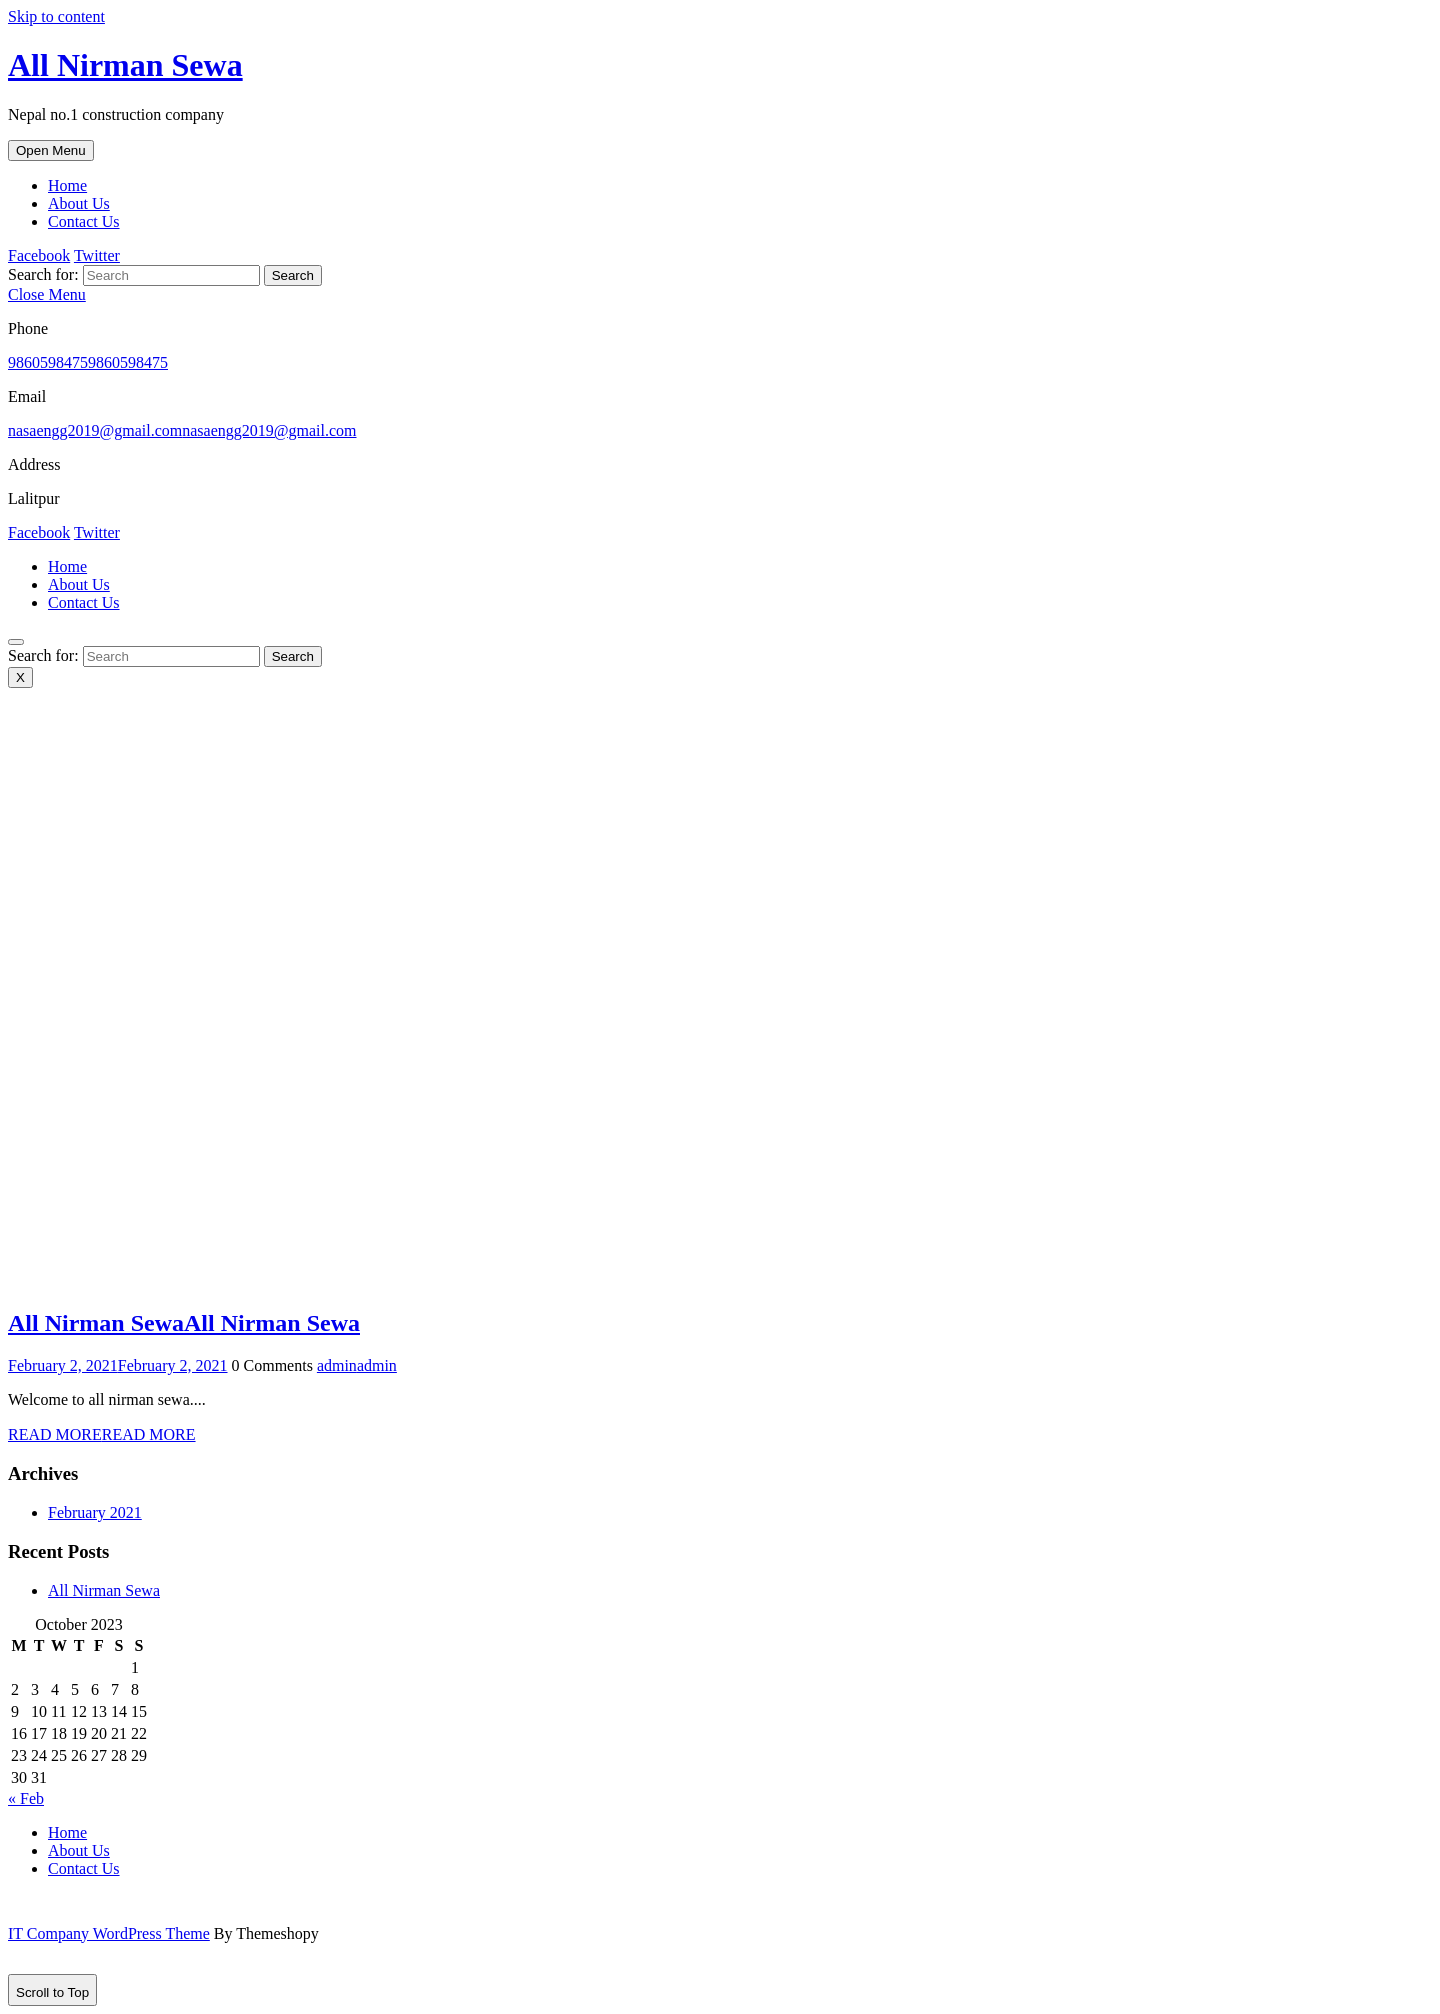 Skip to content
All Nirman Sewa
Nepal no.1 construction company
Open Menu
Home
About Us
Contact Us
Facebook Twitter
Search for: Search Search
Close Menu
Phone
98605984759860598475
Email
nasaengg2019@gmail.comnasaengg2019@gmail.com
Address
Lalitpur
Facebook Twitter
Home
About Us
Contact Us
Search for: Search Search
X
All Nirman SewaAll Nirman Sewa
February 2, 2021February 2, 2021 0 Comments adminadmin
Welcome to all nirman sewa....
READ MOREREAD MORE
Archives
February 2021
Recent Posts
All Nirman Sewa
October 2023
M T W T F S S
1
2 3 4 5 6 7 8
9 10 11 12 13 14 15
16 17 18 19 20 21 22
23 24 25 26 27 28 29
30 31
« Feb
Home
About Us
Contact Us
IT Company WordPress Theme By Themeshopy
Scroll to Top